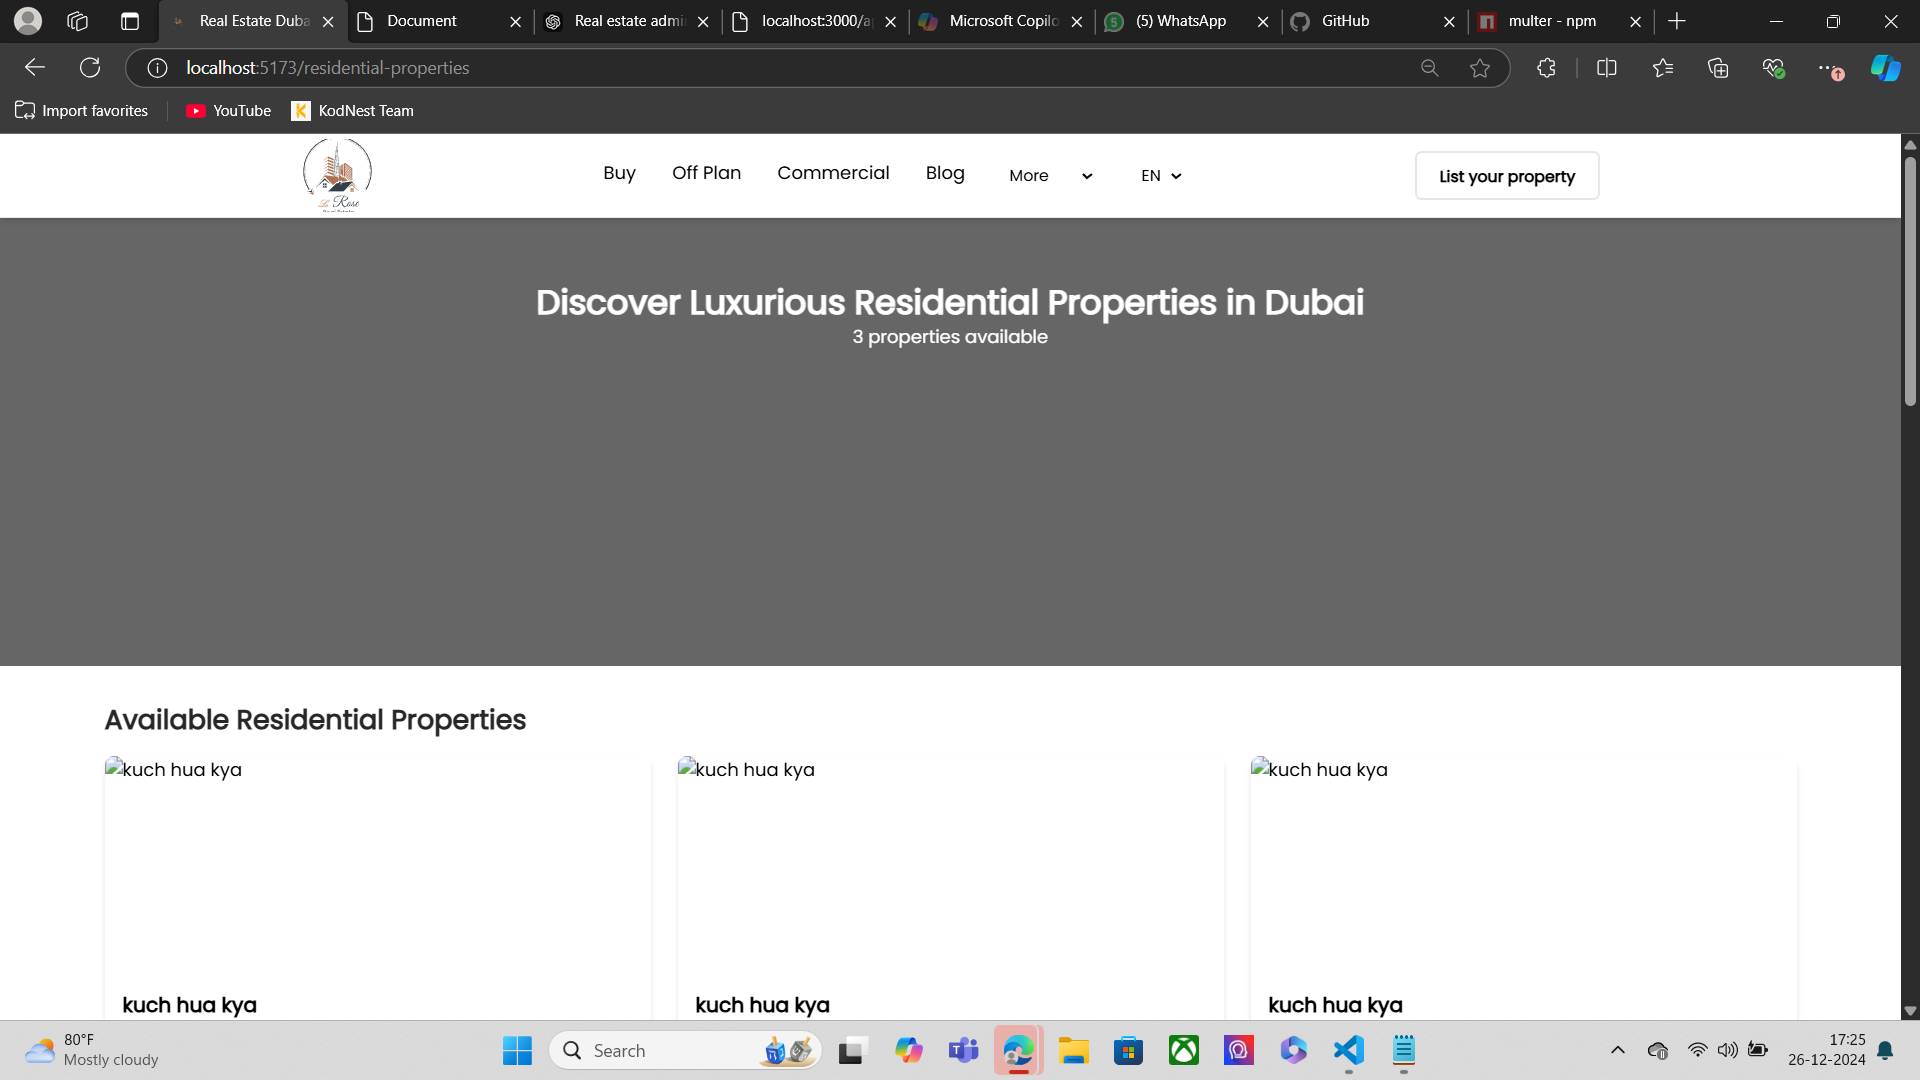 Real Estate Duba
Document
Real estate admi
localhost:3000/a
Microsoft Copilo
(5) WhatsApp
GitHub
multer - npm
localhost:5173/residential-properties
Import favorites
YouTube
KodNest Team
Le Rose
Buy
Off Plan
Commercial
Blog
More
EN
List your property
Discover Luxurious Residential Properties in Dubai
3 properties available
Available Residential Properties
kuch hua kya
kuch hua kya
kuch hua kya
kuch hua kya
kuch hua kya
kuch hua kya
80°F
Mostly cloudy
Search
17:25
26-12-2024